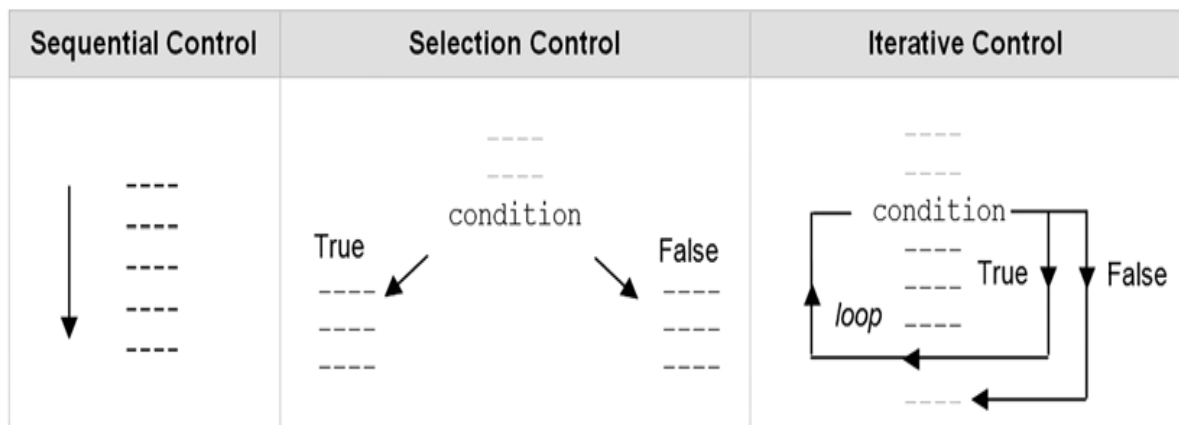 Sequential Control
Selection Control
Iterative Control
condition
True
False
condition
True
False
loop